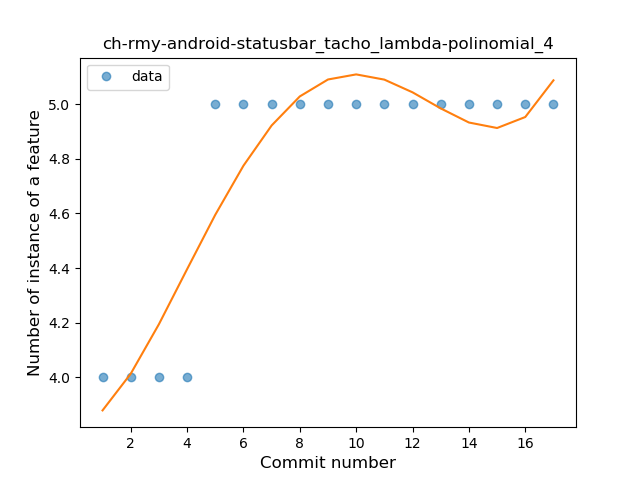 ch-rmy-android-statusbar_tacho_lambda-polinomial_4
data
Number of instance of a feature
5.0
4.8
4.6
4.4
4.2
4.0
2 4 6 8 10 12 14 16
Commit number